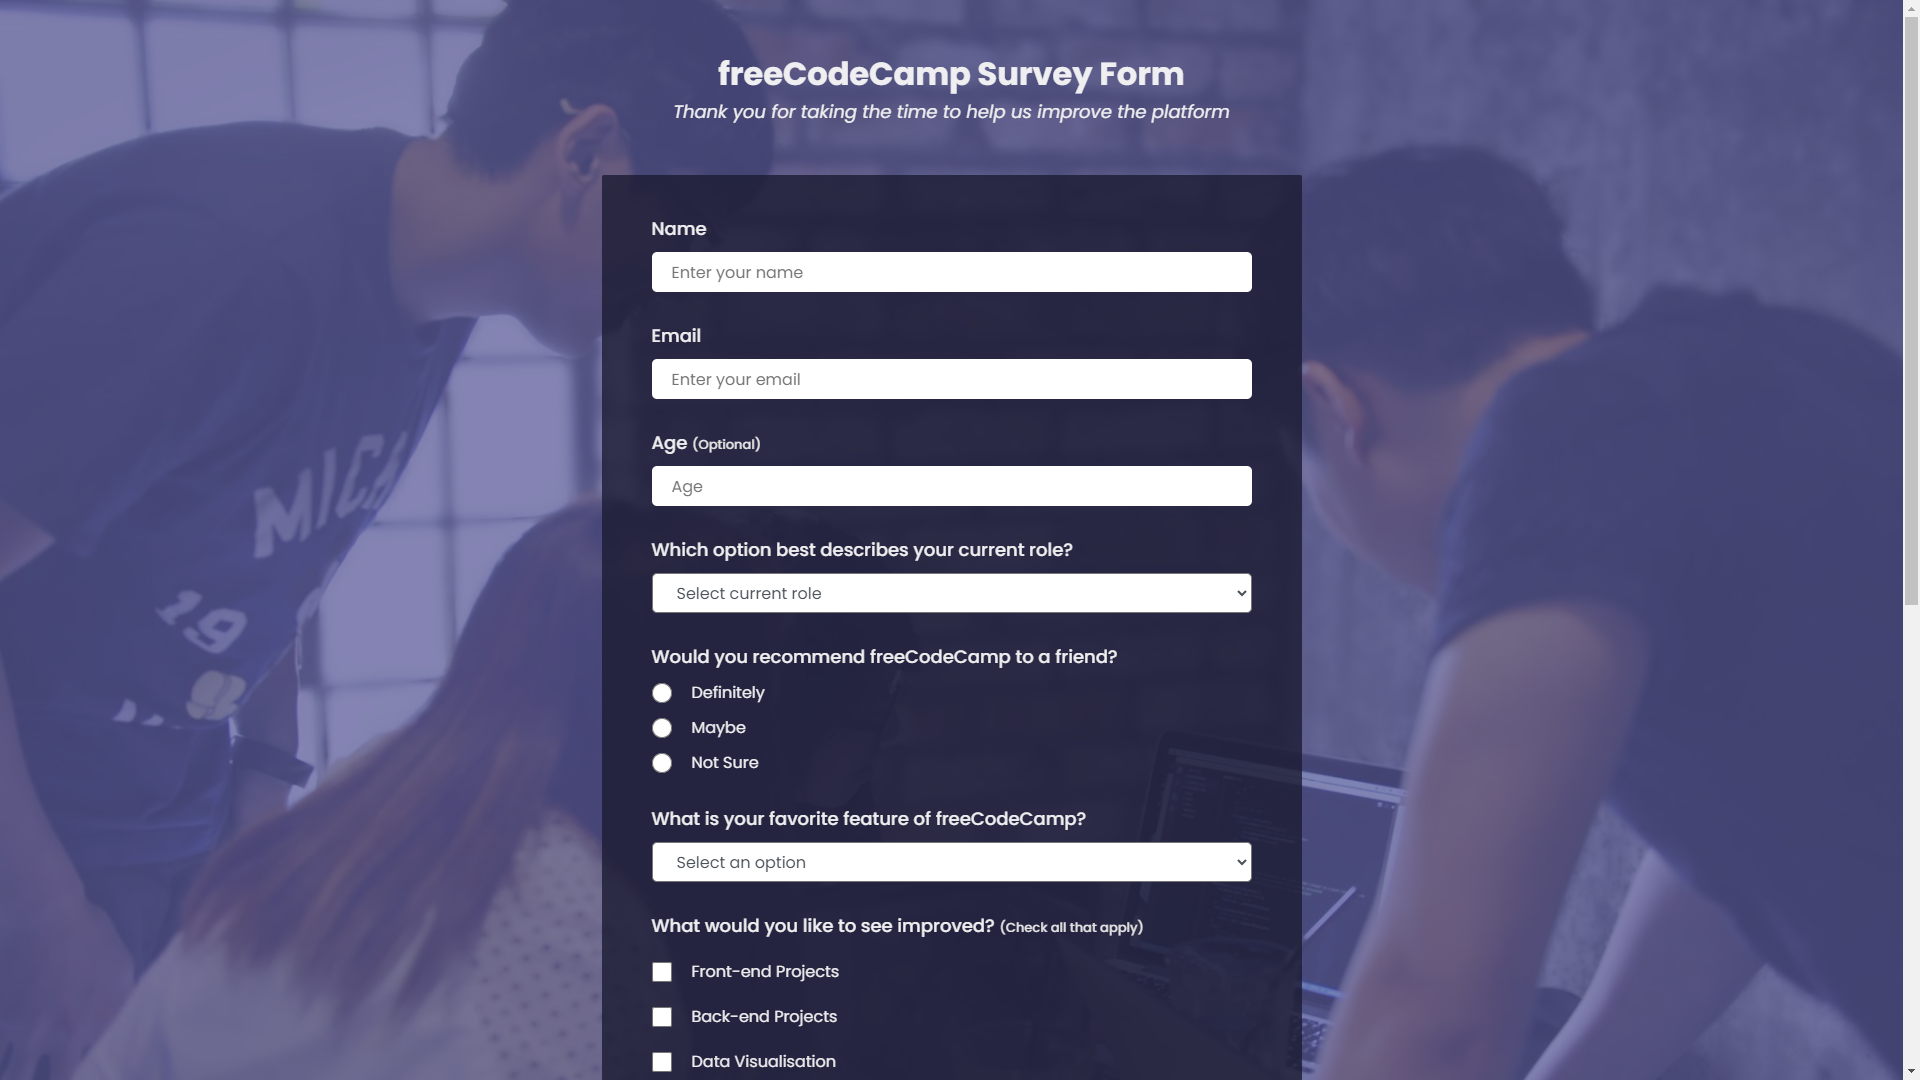 freeCodeCamp Survey Form
Thank you for taking the time to help us improve the platform
Name
Enter your name
Email
Enter your email
Age (Optional)
Age
Which option best describes your current role?
Select current role
Would you recommend freeCodeCamp to a friend?
Definitely
Maybe
Not Sure
What is your favorite feature of freeCodeCamp?
Select an option
What would you like to see improved? (Check all that apply)
Front-end Projects
Back-end Projects
Data Visualisation
MICA
19